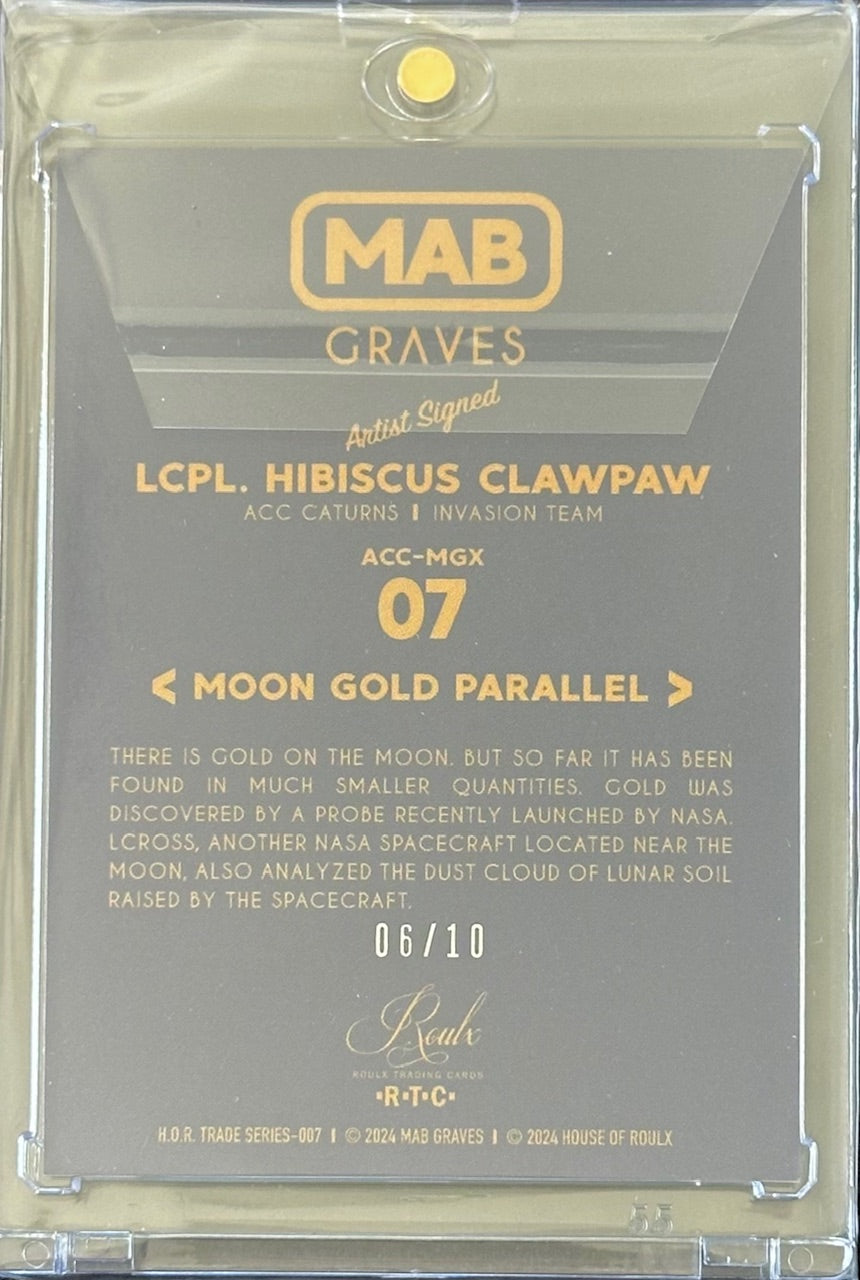 MAB
GRAVES
Artist Signed
LCPL. HIBISCUS CLAWPAW
ACC CATURNS | INVASION TEAM
ACC-MGX
07
< MOON GOLD PARALLEL >
THERE IS GOLD ON THE MOON. BUT SO FAR IT HAS BEEN
FOUND IN MUCH SMALLER QUANTITIES. GOLD WAS
DISCOVERED BY A PROBE RECENTLY LAUNCHED BY NASA.
LCROSS, ANOTHER NASA SPACECRAFT LOCATED NEAR THE
MOON, ALSO ANALYZED THE DUST CLOUD OF LUNAR SOIL
RAISED BY THE SPACECRAFT.
06/10
Roulx
ROULX TRADING CARDS
·R·T·C·
H.O.R. TRADE SERIES-007 | © 2024 MAB GRAVES | © 2024 HOUSE OF ROULX
55